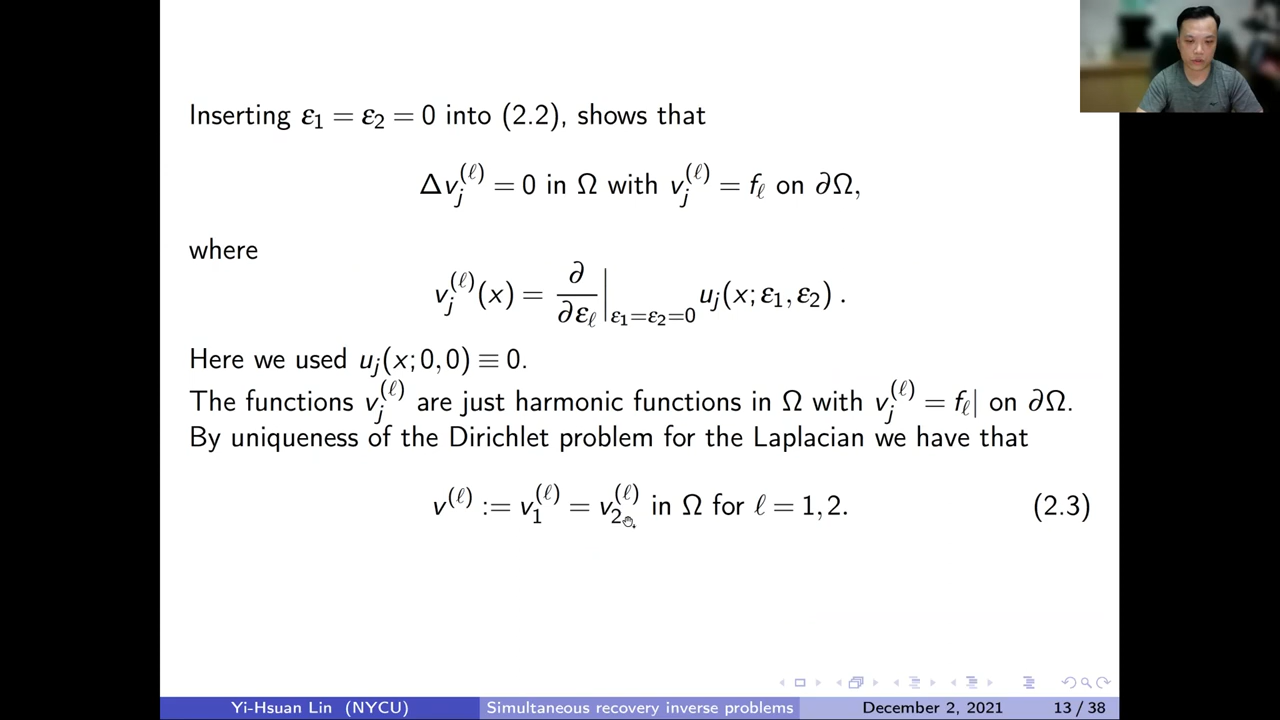 Inserting ε₁ = ε₂ = 0 into (2.2), shows that
Δv_j^{(ℓ)} = 0 in Ω with v_j^{(ℓ)} = f_ℓ on ∂Ω,
where
v_j^{(ℓ)}(x) = ∂/∂ε_ℓ |_{ε₁=ε₂=0} u_j(x; ε₁, ε₂) .
Here we used u_j(x; 0, 0) ≡ 0.
The functions v_j^{(ℓ)} are just harmonic functions in Ω with v_j^{(ℓ)} = f_ℓ| on ∂Ω.
By uniqueness of the Dirichlet problem for the Laplacian we have that
v^{(ℓ)} := v_1^{(ℓ)} = v_2^{(ℓ)} in Ω for ℓ = 1, 2. (2.3)
Yi-Hsuan Lin (NYCU) Simultaneous recovery inverse problems December 2, 2021 13 / 38